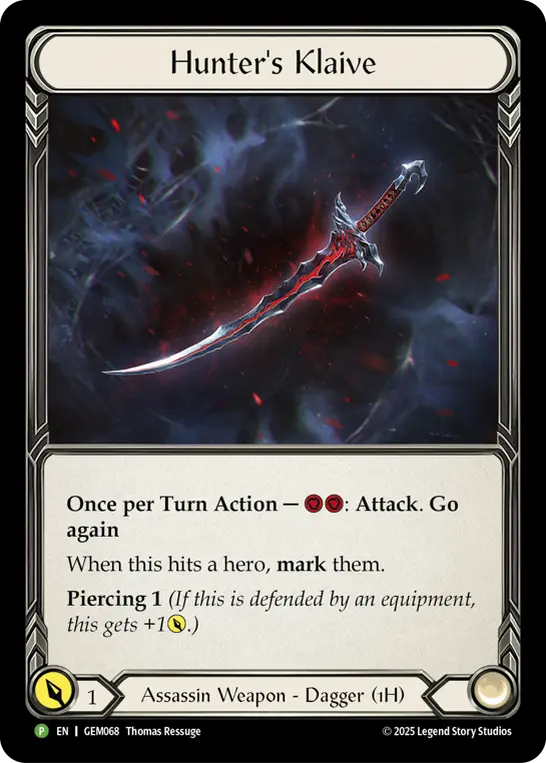 Hunter's Klaive
Once per Turn Action — : Attack. Go
again
When this hits a hero, mark them.
Piercing 1 (If this is defended by an equipment,
this gets +1.)
1
Assassin Weapon - Dagger (1H)
P EN | GEM068 Thomas Ressuge
© 2025 Legend Story Studios